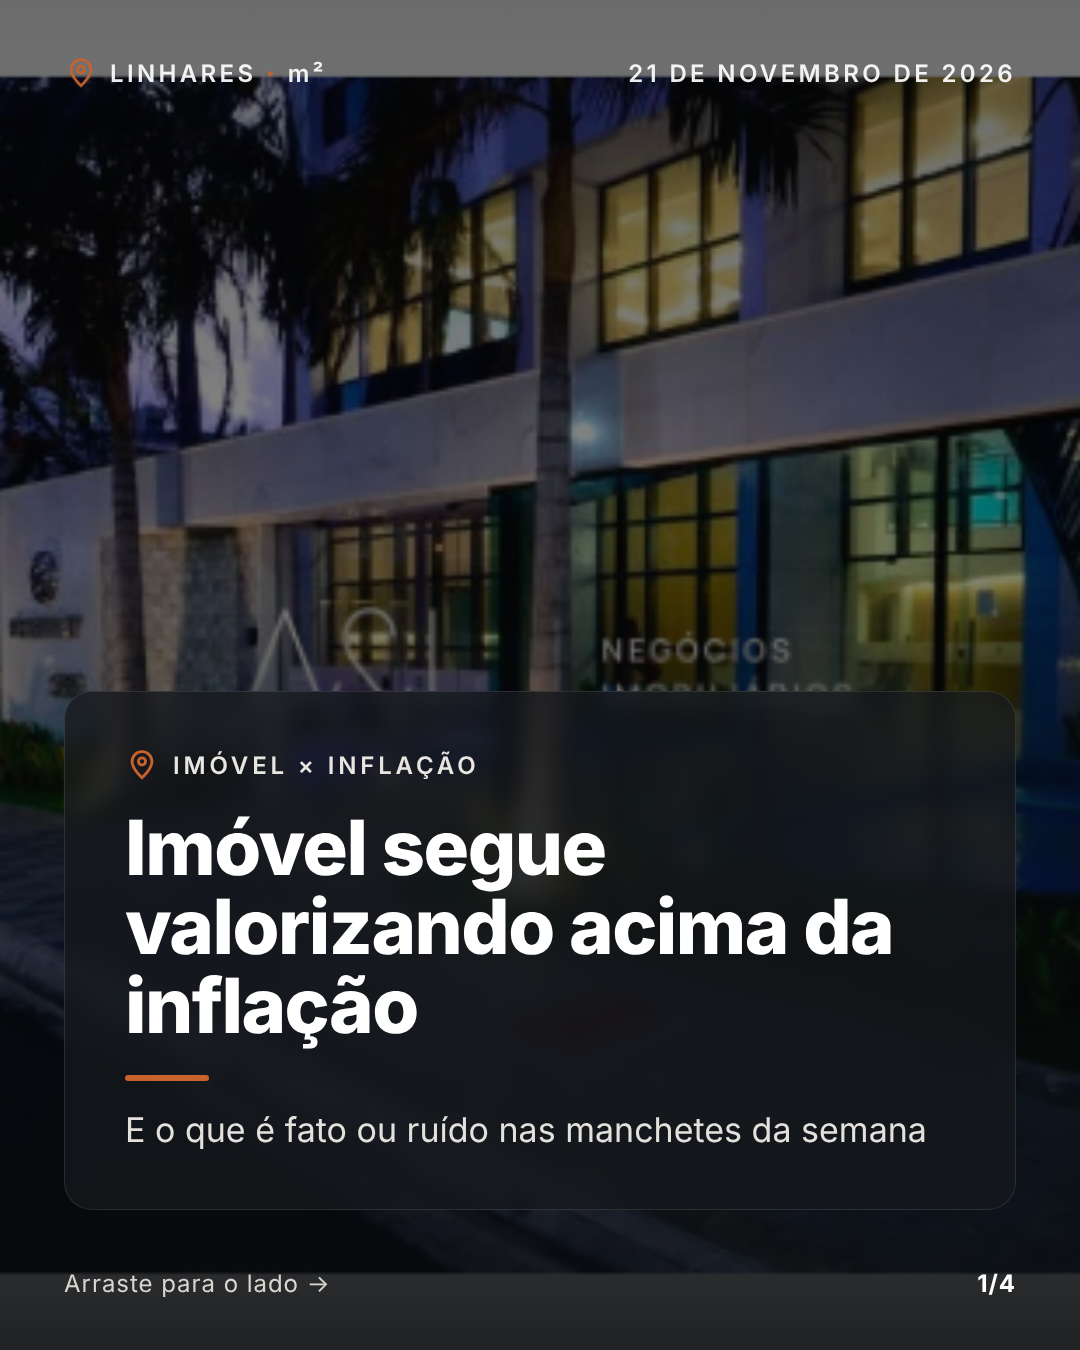 LINHARES · m²
21 DE NOVEMBRO DE 2026
NEGÓCIOS
IMÓVEL × INFLAÇÃO
Imóvel segue
valorizando acima da
inflação
E o que é fato ou ruído nas manchetes da semana
Arraste para o lado →
1/4